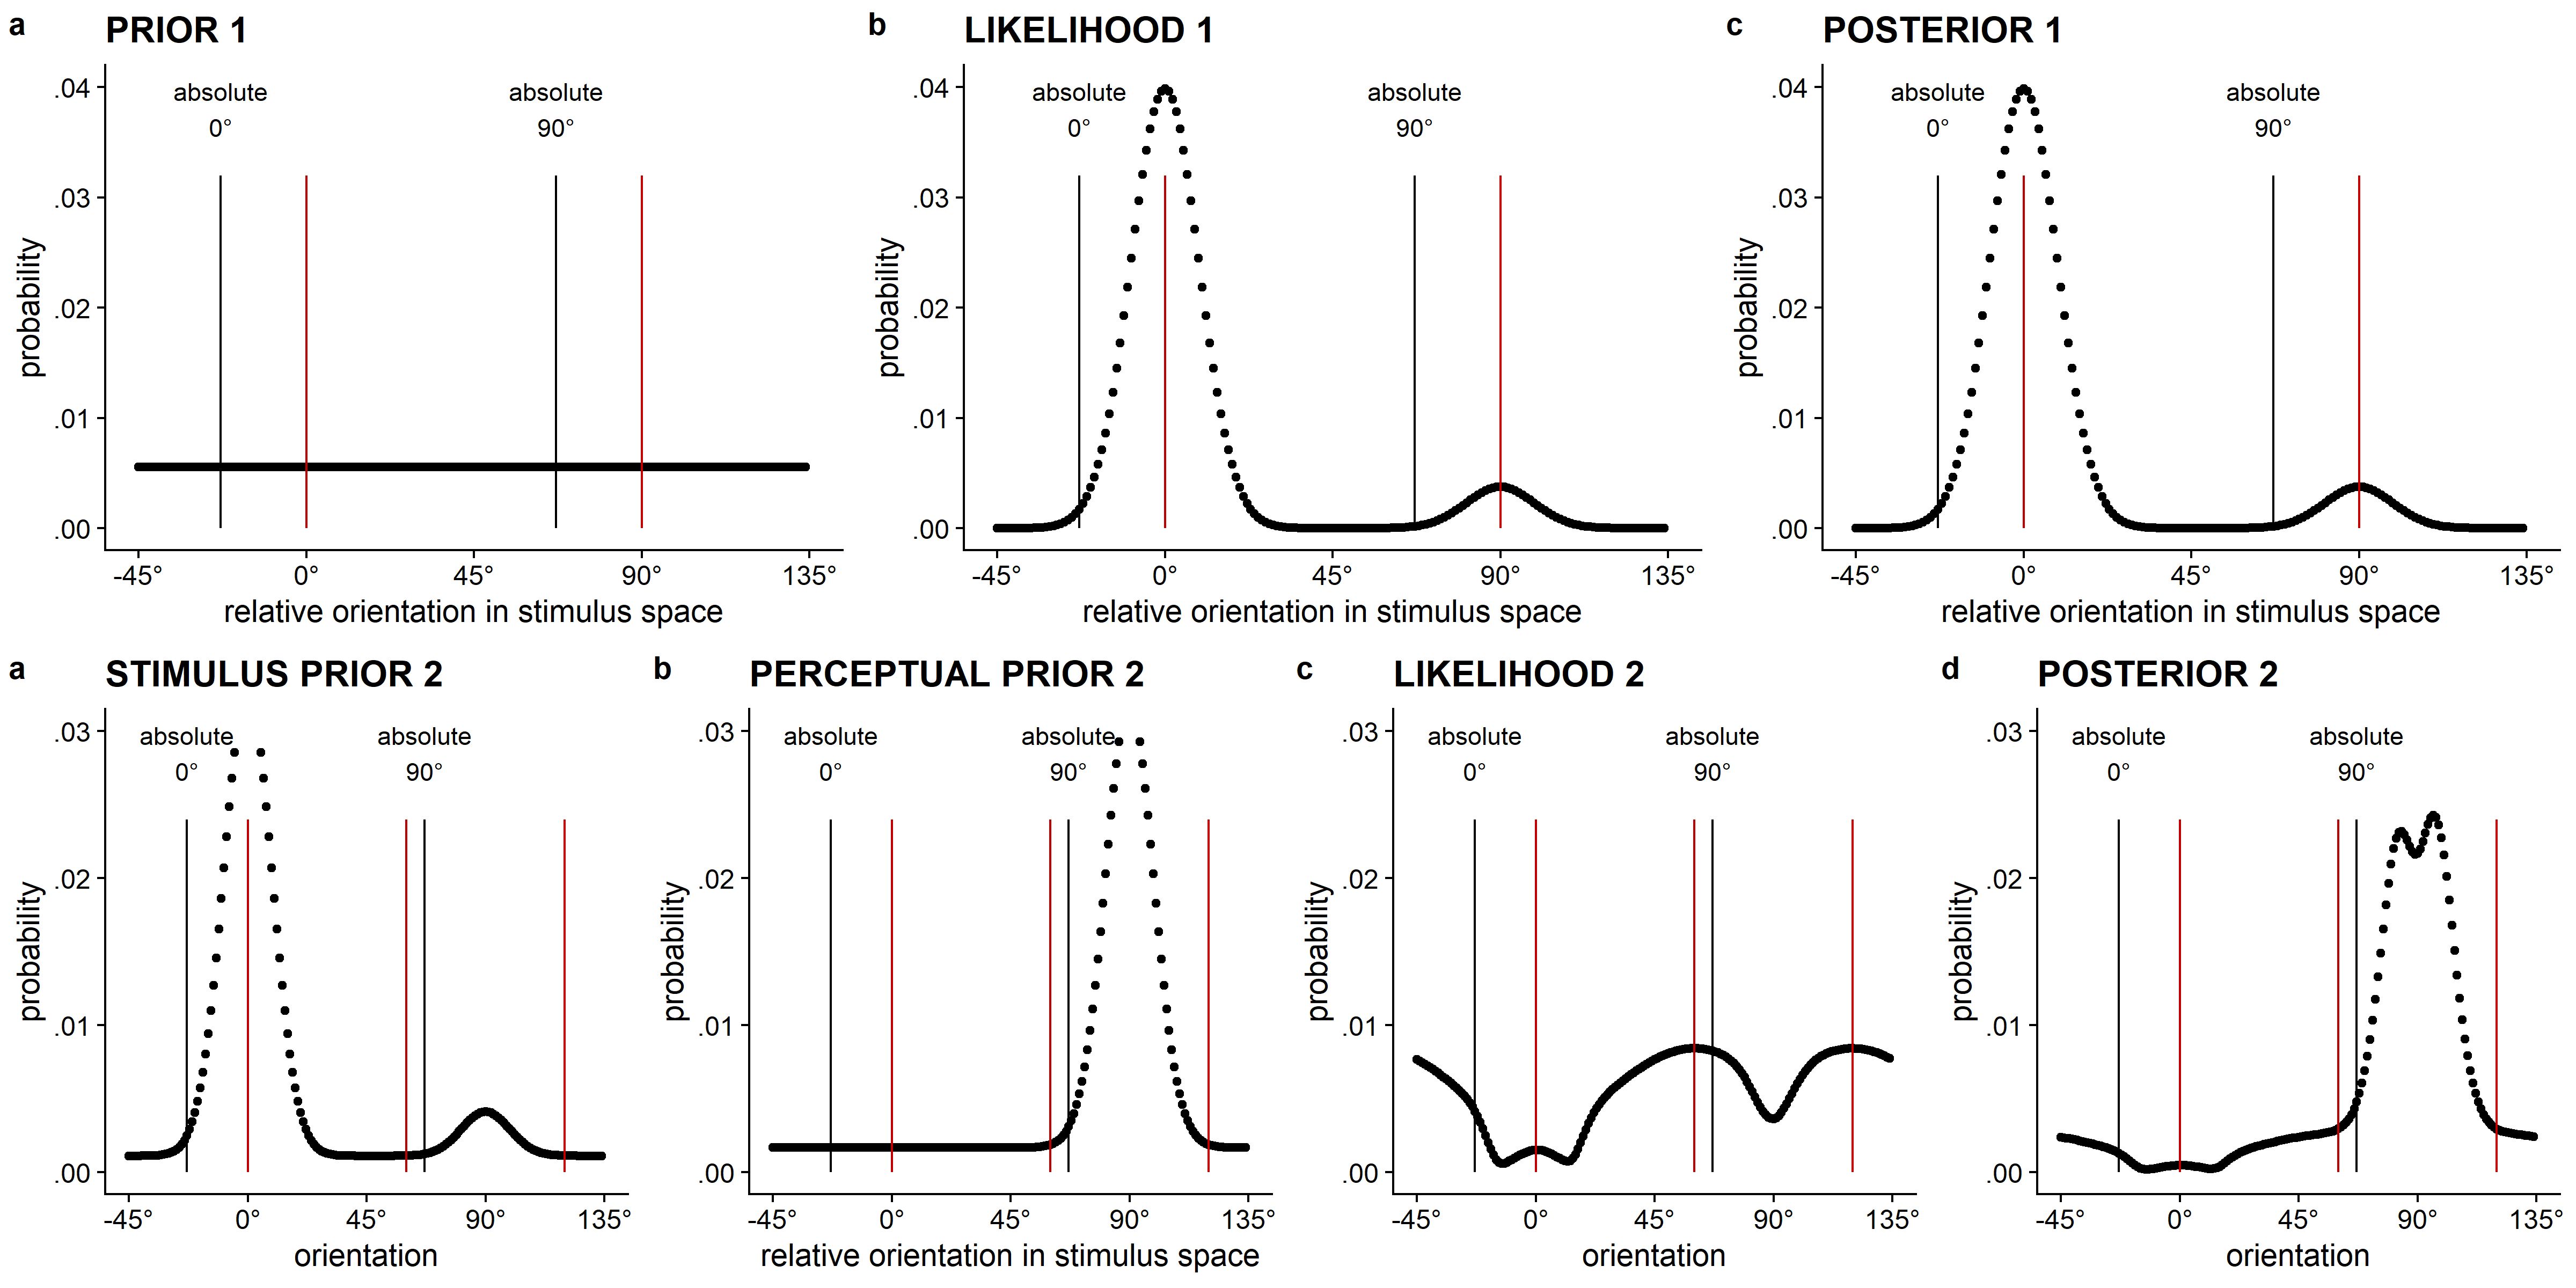 a PRIOR 1
absolute absolute
0° 90°
.04
.03
.02
.01
.00
probability
-45° 0° 45° 90° 135°
relative orientation in stimulus space
b LIKELIHOOD 1
absolute absolute
0° 90°
.04
.03
.02
.01
.00
probability
-45° 0° 45° 90° 135°
relative orientation in stimulus space
c POSTERIOR 1
absolute absolute
0° 90°
.04
.03
.02
.01
.00
probability
-45° 0° 45° 90° 135°
relative orientation in stimulus space
a STIMULUS PRIOR 2
absolute absolute
0° 90°
.03
.02
.01
.00
probability
-45° 0° 45° 90° 135°
orientation
b PERCEPTUAL PRIOR 2
absolute absolute
0° 90°
.03
.02
.01
.00
probability
-45° 0° 45° 90° 135°
relative orientation in stimulus space
c LIKELIHOOD 2
absolute absolute
0° 90°
.03
.02
.01
.00
probability
-45° 0° 45° 90° 135°
orientation
d POSTERIOR 2
absolute absolute
0° 90°
.03
.02
.01
.00
probability
-45° 0° 45° 90° 135°
orientation